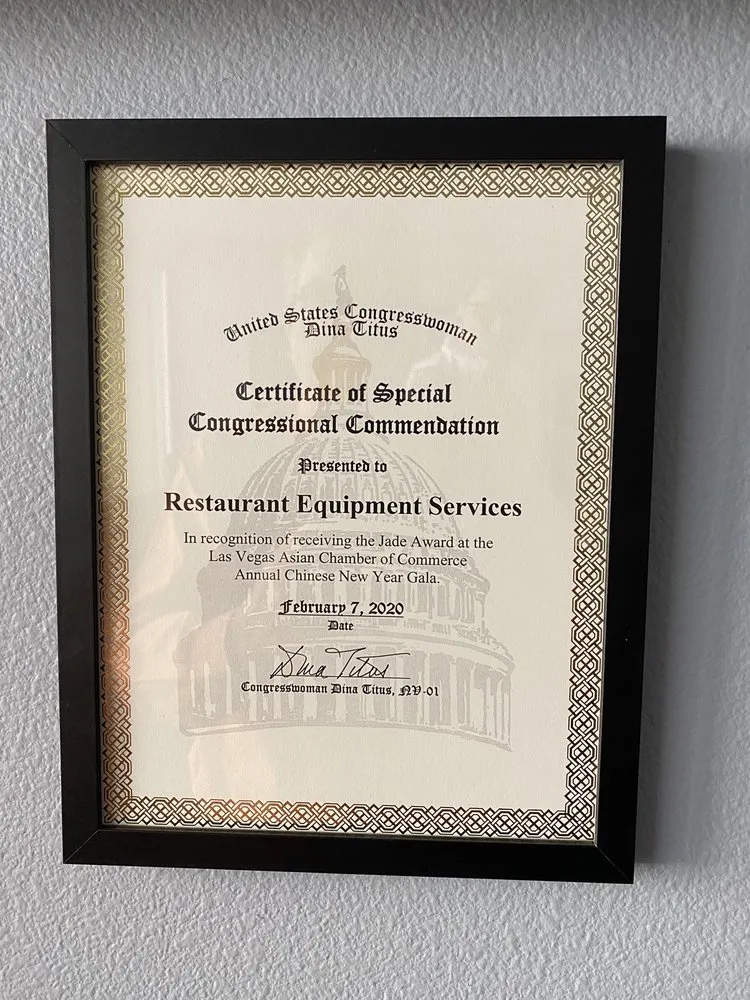 United States Congresswoman
Dina Titus
Certificate of Special
Congressional Commendation
Presented to
Restaurant Equipment Services
In recognition of receiving the Jade Award at the
Las Vegas Asian Chamber of Commerce
Annual Chinese New Year Gala.
February 7, 2020
Date
Dina Titus
Congresswoman Dina Titus, NV-01